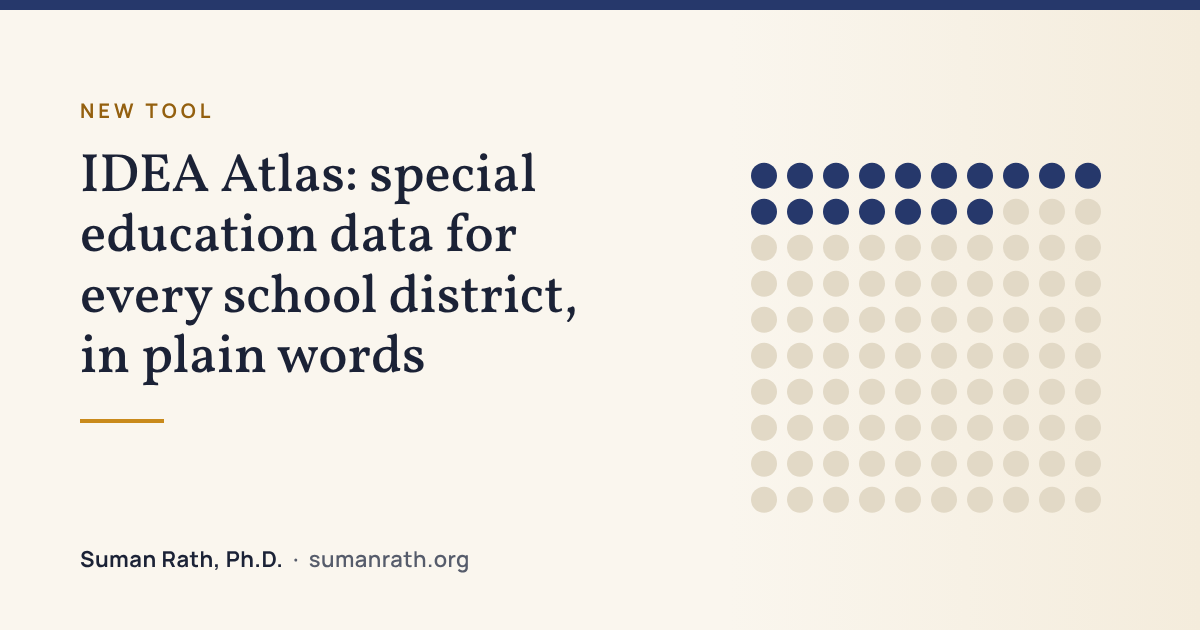 NEW TOOL
IDEA Atlas: special
education data for
every school district,
in plain words
Suman Rath, Ph.D. · sumanrath.org